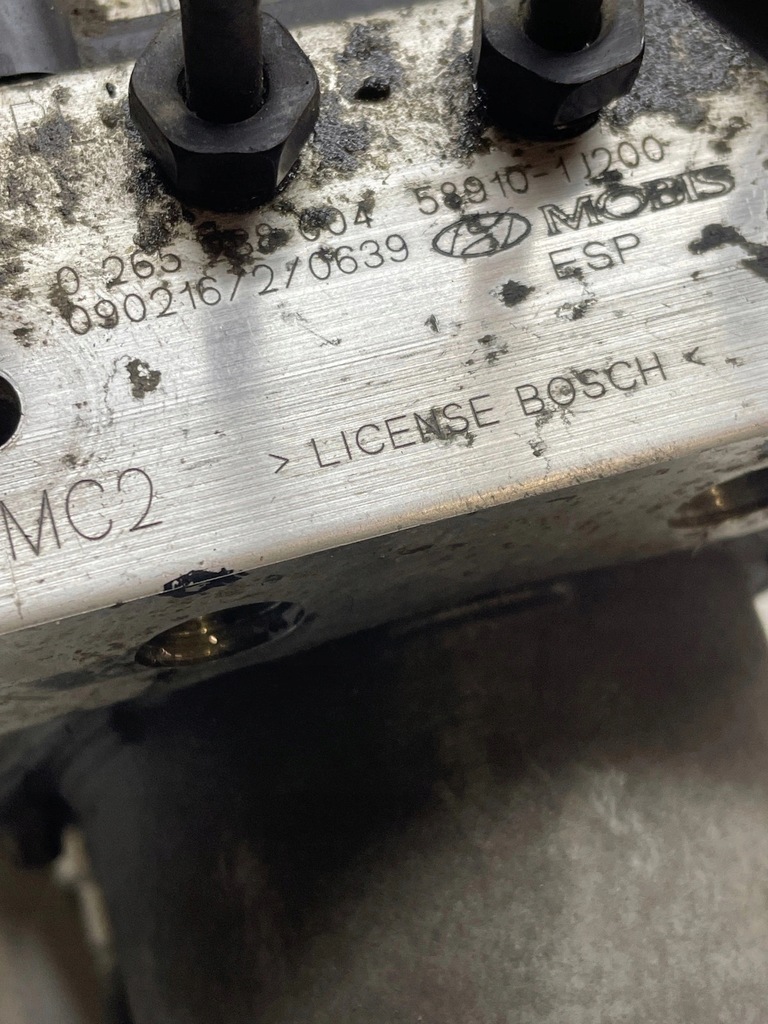 0 265 004 58910-1J200
090216/2/0639 MOBIS
ESP
> LICENSE BOSCH <
MC2